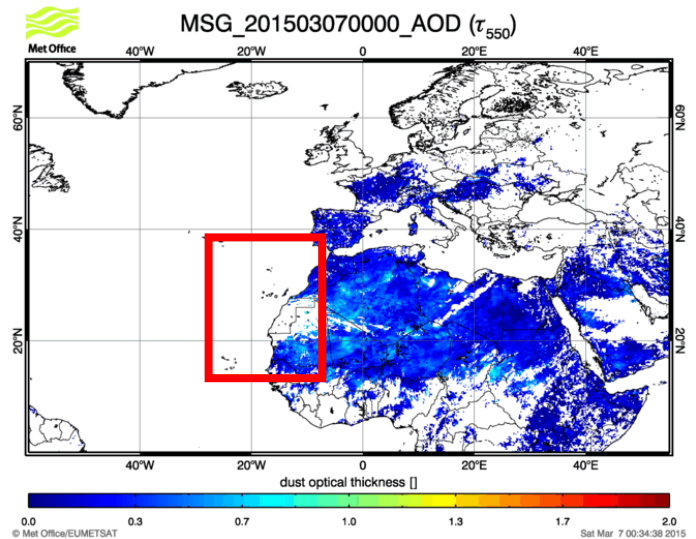 MSG_201503070000_AOD (τ550)
Met Office
40°W 20°W 0 20°E 40°E
60°N 60°N
40°N 40°N
20°N 20°N
40°W 20°W 0 20°E 40°E
dust optical thickness []
0.0 0.3 0.7 1.0 1.3 1.7 2.0
© Met Office/EUMETSAT Sat Mar 7 00:34:38 2015